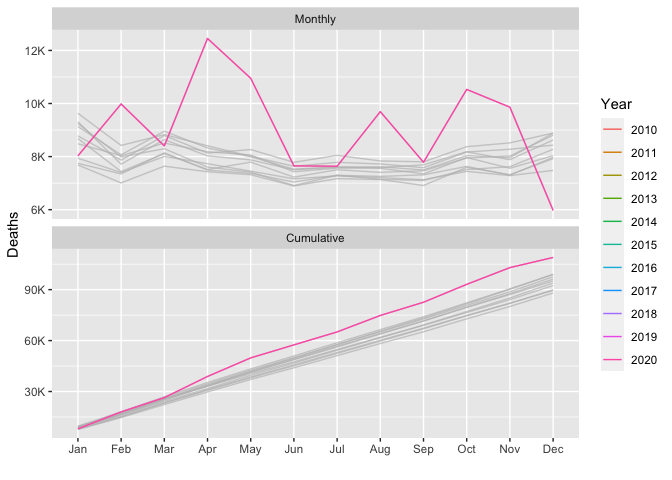 Monthly
12K
10K
8K
6K
Deaths
Cumulative
90K
60K
30K
Jan Feb Mar Apr May Jun Jul Aug Sep Oct Nov Dec
Year
2010
2011
2012
2013
2014
2015
2016
2017
2018
2019
2020